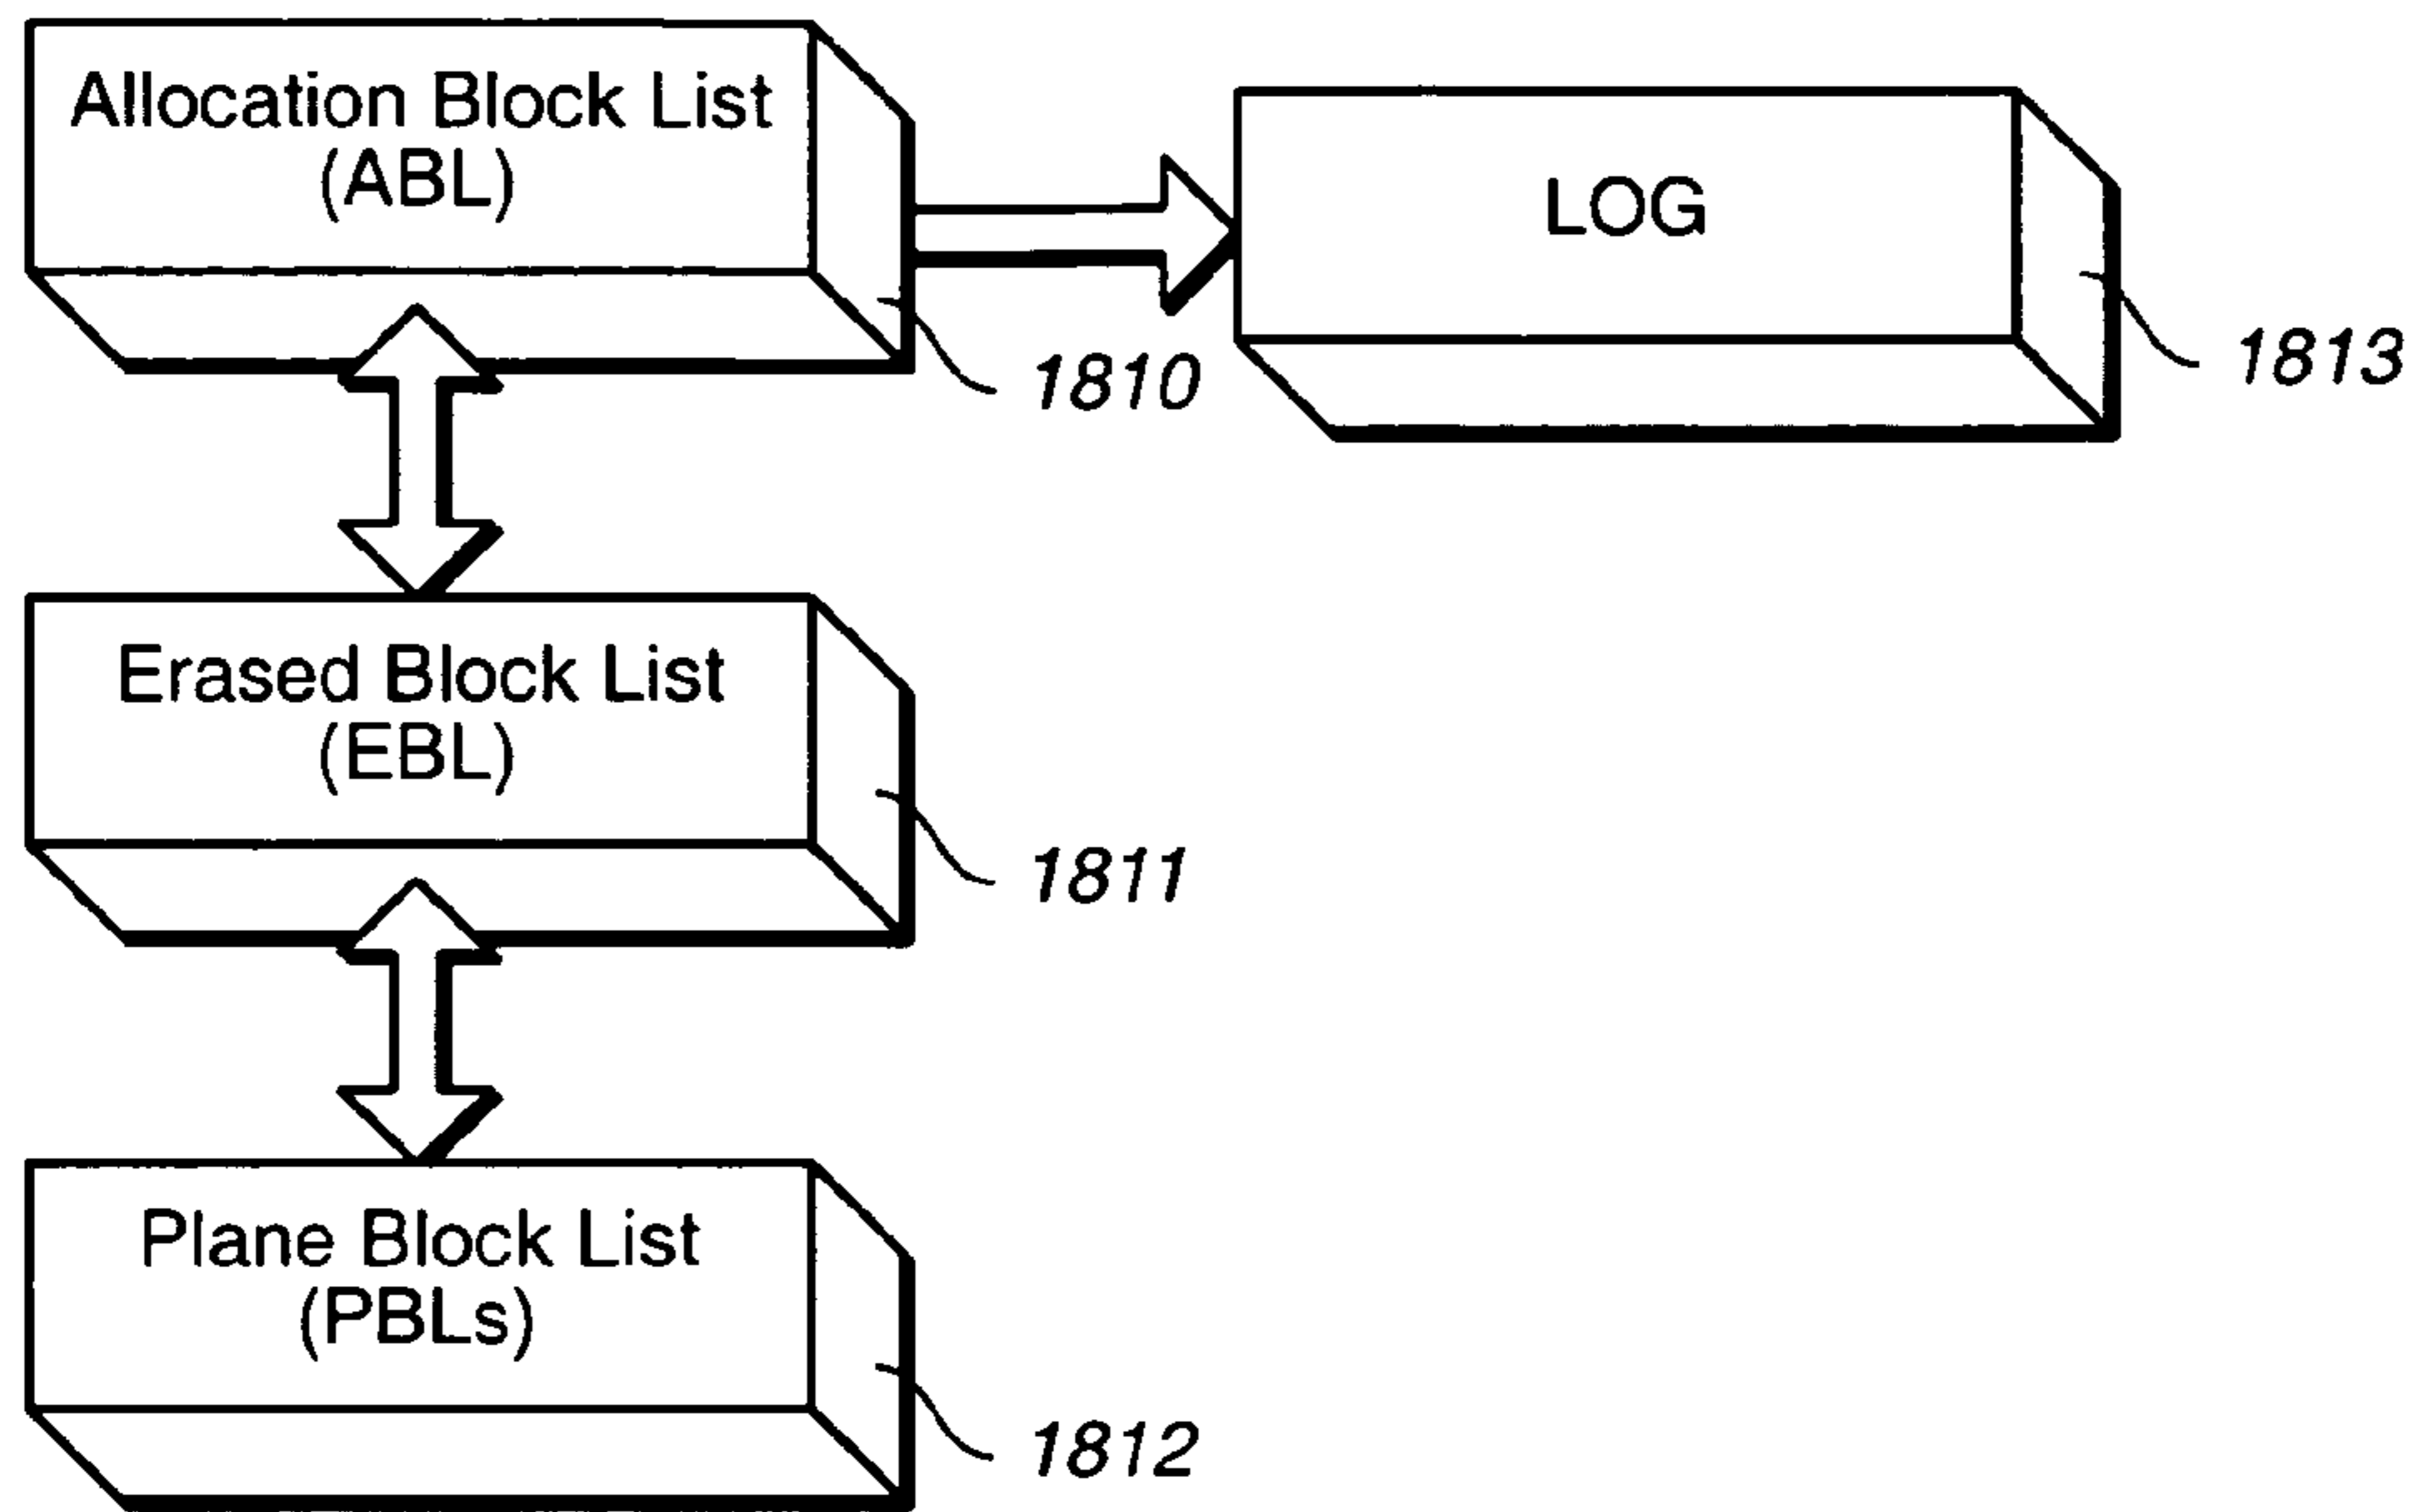 Allocation Block List
(ABL)
LOG
1810
1813
Erased Block List
(EBL)
1811
Plane Block List
(PBLs)
1812